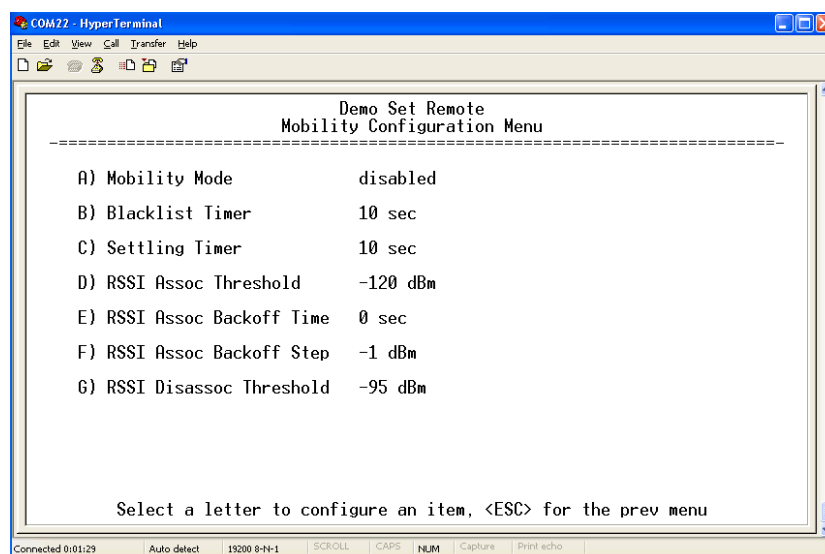 COM22 - HyperTerminal
File Edit View Call Transfer Help
Demo Set Remote
Mobility Configuration Menu
-==========================================================================-
A) Mobility Mode disabled
B) Blacklist Timer 10 sec
C) Settling Timer 10 sec
D) RSSI Assoc Threshold -120 dBm
E) RSSI Assoc Backoff Time 0 sec
F) RSSI Assoc Backoff Step -1 dBm
G) RSSI Disassoc Threshold -95 dBm
Select a letter to configure an item, <ESC> for the prev menu
Connected 0:01:29 Auto detect 19200 8-N-1 SCROLL CAPS NUM Capture Print echo